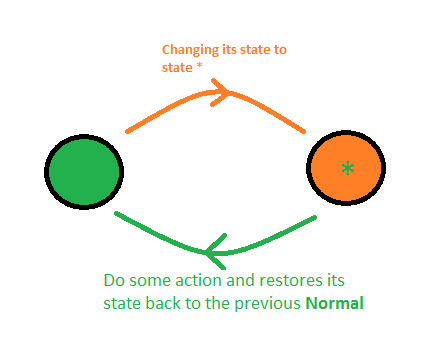 Changing its state to
state *
*
Do some action and restores its
state back to the previous Normal